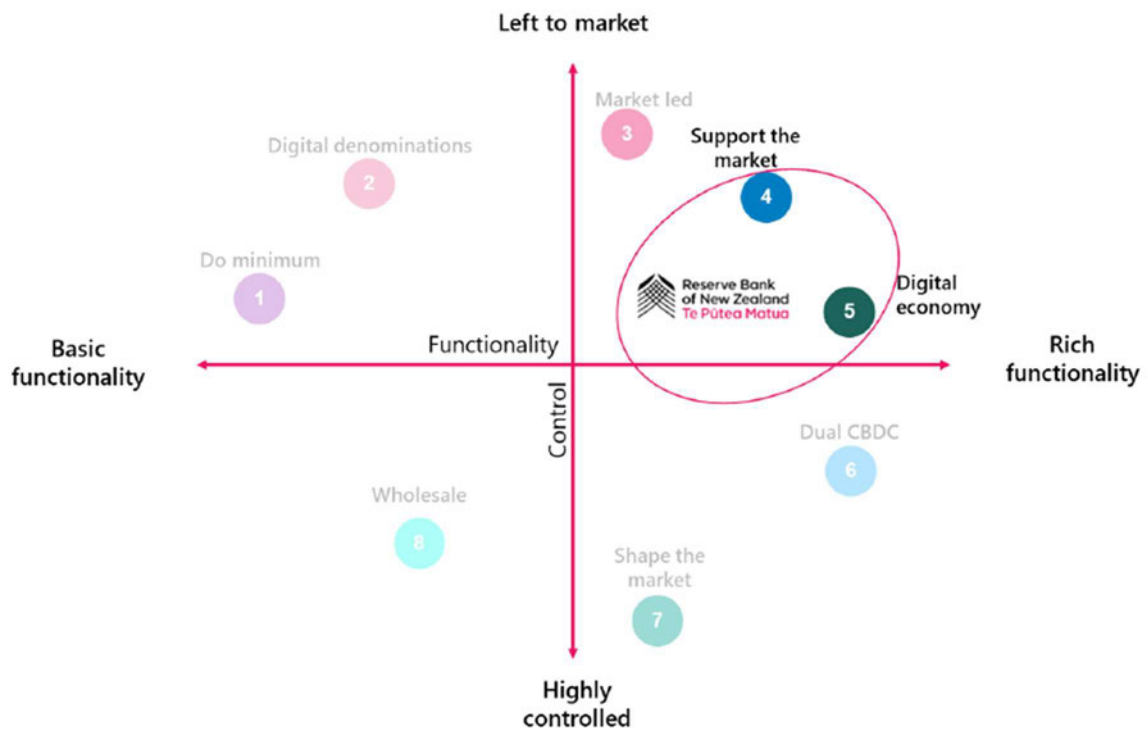 Left to market
Market led
3
Support the
market
4
Digital denominations
2
Do minimum
1
Reserve Bank
of New Zealand
Te Pūtea Matua
Digital
economy
5
Basic
functionality
Functionality
Control
Rich
functionality
Dual CBDC
6
Wholesale
8
Shape the
market
7
Highly
controlled